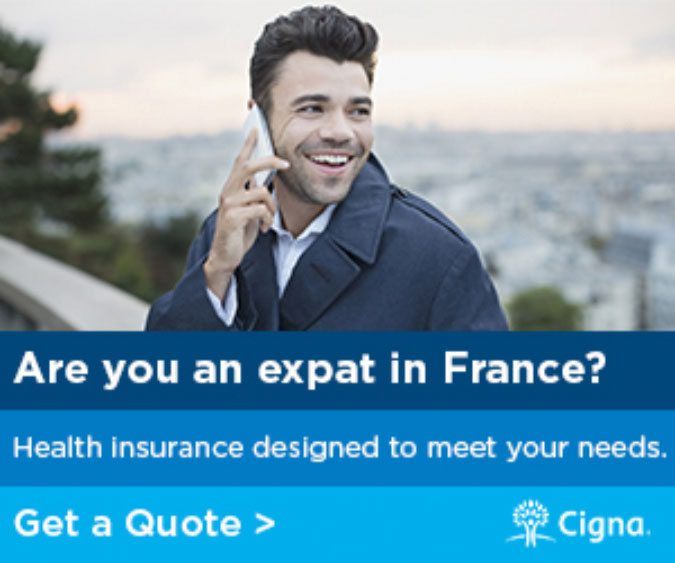 Are you an expat in France?
Health insurance designed to meet your needs.
Get a Quote >
Cigna.